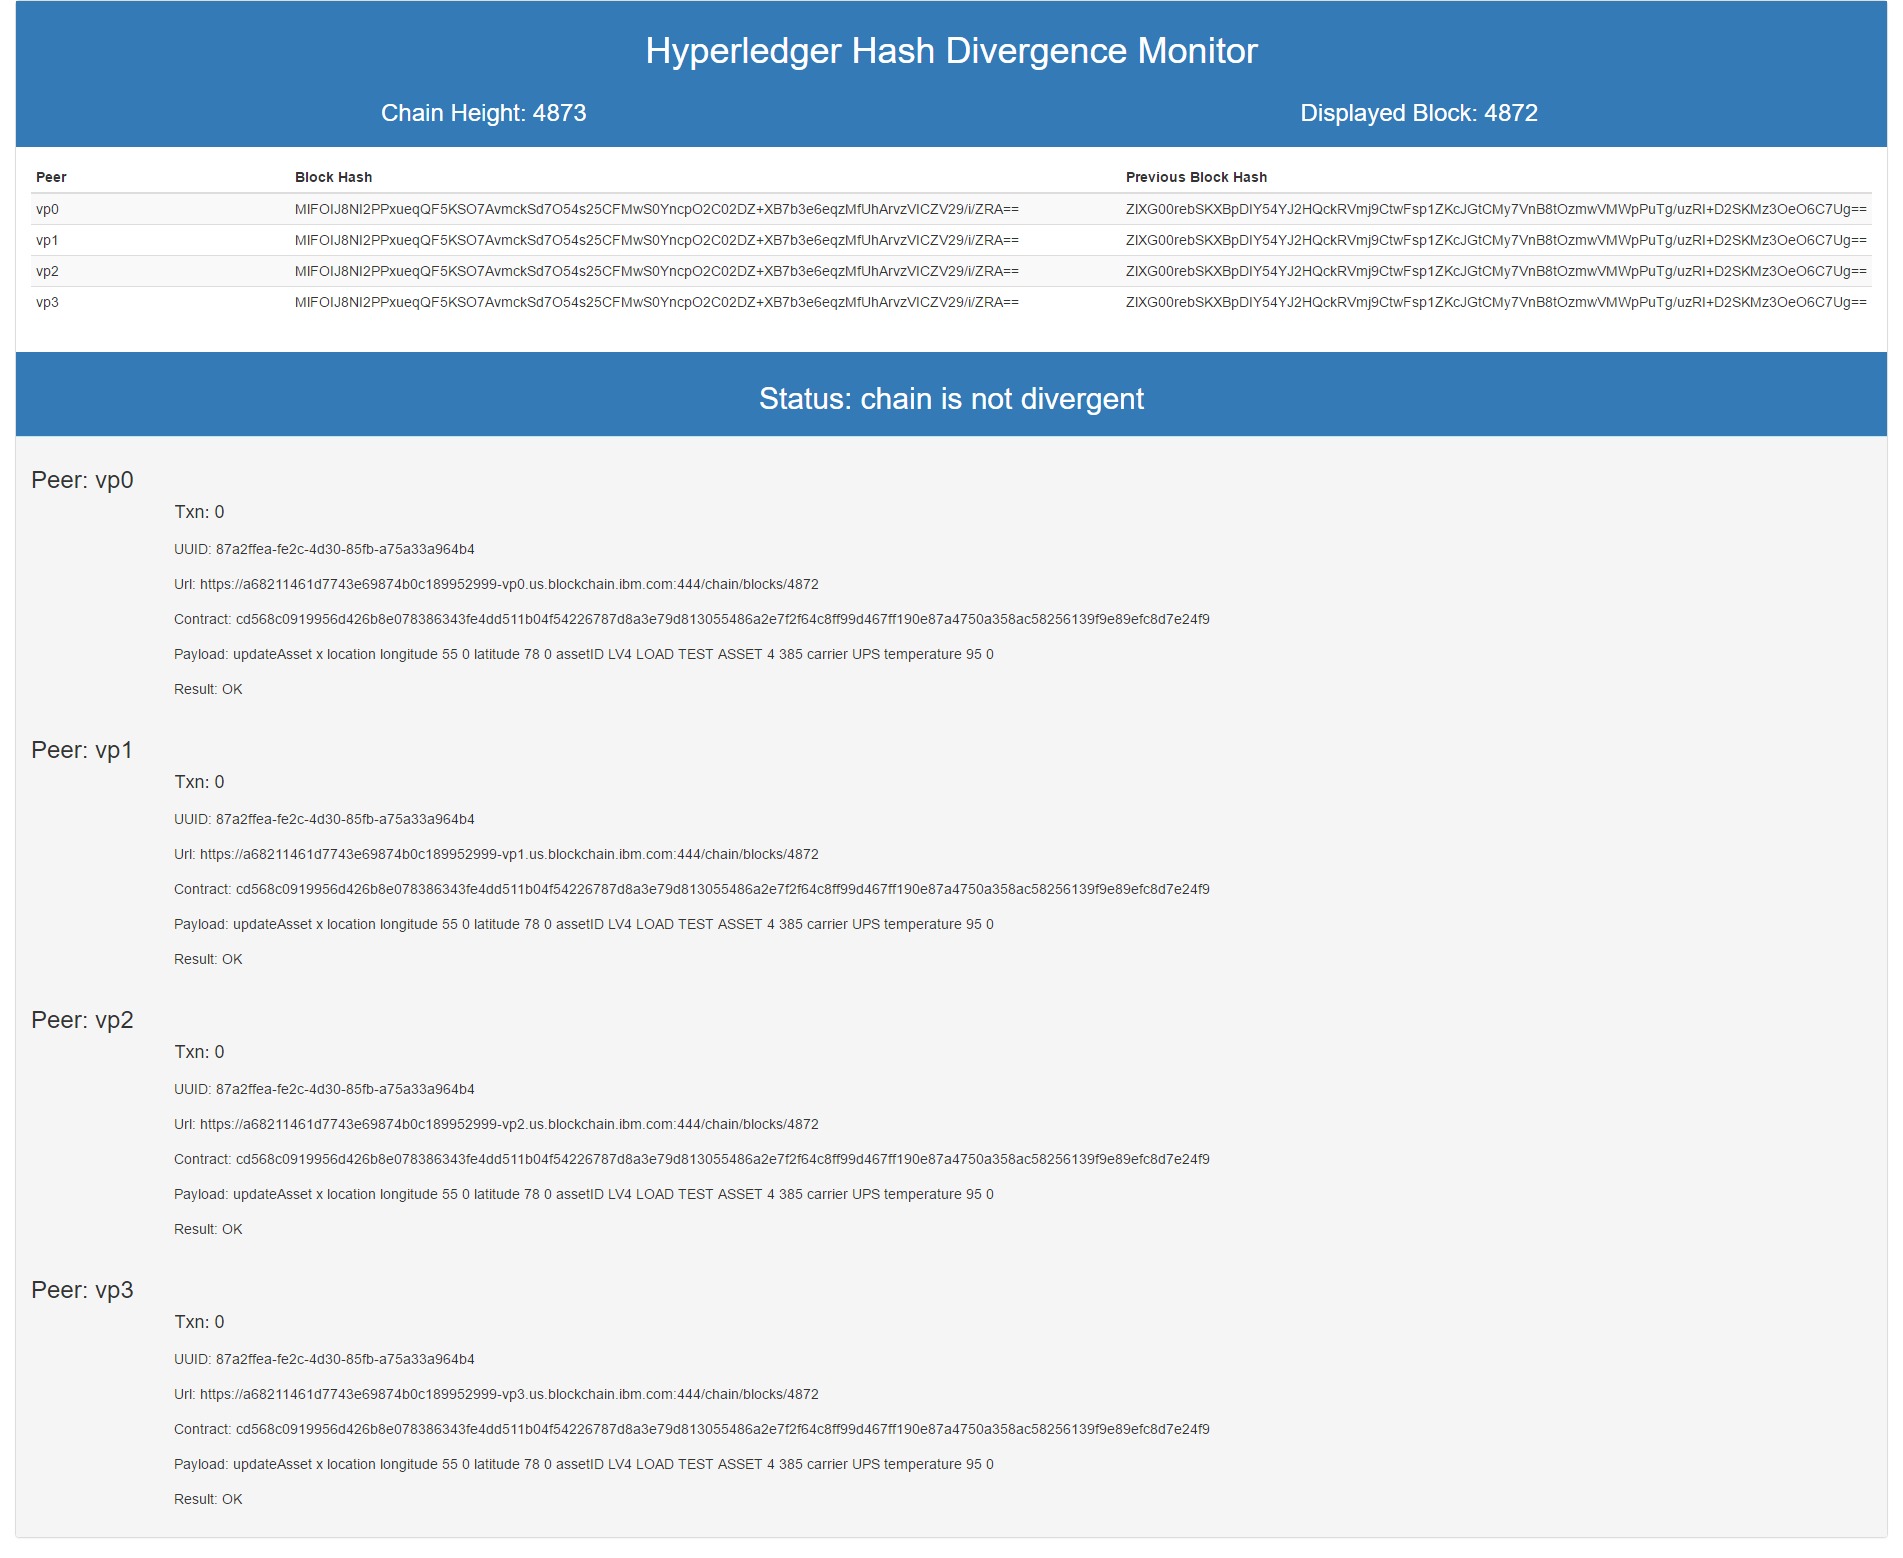 Hyperledger Hash Divergence Monitor
Chain Height: 4873 Displayed Block: 4872
Peer Block Hash Previous Block Hash
vp0 MIFOIJ8NI2PPxueqQF5KSO7AvmckSd7O54s25CFMwS0YncpO2C02DZ+XB7b3e6eqzMfUhArvzVICZV29/i/ZRA== ZIXG00rebSKXBpDIY54YJ2HQckRVmj9CtwFsp1ZKcJGtCMy7VnB8tOzmwVMWpPuTg/uzRI+D2SKMz3OeO6C7Ug==
vp1 MIFOIJ8NI2PPxueqQF5KSO7AvmckSd7O54s25CFMwS0YncpO2C02DZ+XB7b3e6eqzMfUhArvzVICZV29/i/ZRA== ZIXG00rebSKXBpDIY54YJ2HQckRVmj9CtwFsp1ZKcJGtCMy7VnB8tOzmwVMWpPuTg/uzRI+D2SKMz3OeO6C7Ug==
vp2 MIFOIJ8NI2PPxueqQF5KSO7AvmckSd7O54s25CFMwS0YncpO2C02DZ+XB7b3e6eqzMfUhArvzVICZV29/i/ZRA== ZIXG00rebSKXBpDIY54YJ2HQckRVmj9CtwFsp1ZKcJGtCMy7VnB8tOzmwVMWpPuTg/uzRI+D2SKMz3OeO6C7Ug==
vp3 MIFOIJ8NI2PPxueqQF5KSO7AvmckSd7O54s25CFMwS0YncpO2C02DZ+XB7b3e6eqzMfUhArvzVICZV29/i/ZRA== ZIXG00rebSKXBpDIY54YJ2HQckRVmj9CtwFsp1ZKcJGtCMy7VnB8tOzmwVMWpPuTg/uzRI+D2SKMz3OeO6C7Ug==
Status: chain is not divergent
Peer: vp0
Txn: 0
UUID: 87a2ffea-fe2c-4d30-85fb-a75a33a964b4
Url: https://a68211461d7743e69874b0c189952999-vp0.us.blockchain.ibm.com:444/chain/blocks/4872
Contract: cd568c0919956d426b8e078386343fe4dd511b04f54226787d8a3e79d813055486a2e7f2f64c8ff99d467ff190e87a4750a358ac58256139f9e89efc8d7e24f9
Payload: updateAsset x location longitude 55 0 latitude 78 0 assetID LV4 LOAD TEST ASSET 4 385 carrier UPS temperature 95 0
Result: OK
Peer: vp1
Txn: 0
UUID: 87a2ffea-fe2c-4d30-85fb-a75a33a964b4
Url: https://a68211461d7743e69874b0c189952999-vp1.us.blockchain.ibm.com:444/chain/blocks/4872
Contract: cd568c0919956d426b8e078386343fe4dd511b04f54226787d8a3e79d813055486a2e7f2f64c8ff99d467ff190e87a4750a358ac58256139f9e89efc8d7e24f9
Payload: updateAsset x location longitude 55 0 latitude 78 0 assetID LV4 LOAD TEST ASSET 4 385 carrier UPS temperature 95 0
Result: OK
Peer: vp2
Txn: 0
UUID: 87a2ffea-fe2c-4d30-85fb-a75a33a964b4
Url: https://a68211461d7743e69874b0c189952999-vp2.us.blockchain.ibm.com:444/chain/blocks/4872
Contract: cd568c0919956d426b8e078386343fe4dd511b04f54226787d8a3e79d813055486a2e7f2f64c8ff99d467ff190e87a4750a358ac58256139f9e89efc8d7e24f9
Payload: updateAsset x location longitude 55 0 latitude 78 0 assetID LV4 LOAD TEST ASSET 4 385 carrier UPS temperature 95 0
Result: OK
Peer: vp3
Txn: 0
UUID: 87a2ffea-fe2c-4d30-85fb-a75a33a964b4
Url: https://a68211461d7743e69874b0c189952999-vp3.us.blockchain.ibm.com:444/chain/blocks/4872
Contract: cd568c0919956d426b8e078386343fe4dd511b04f54226787d8a3e79d813055486a2e7f2f64c8ff99d467ff190e87a4750a358ac58256139f9e89efc8d7e24f9
Payload: updateAsset x location longitude 55 0 latitude 78 0 assetID LV4 LOAD TEST ASSET 4 385 carrier UPS temperature 95 0
Result: OK